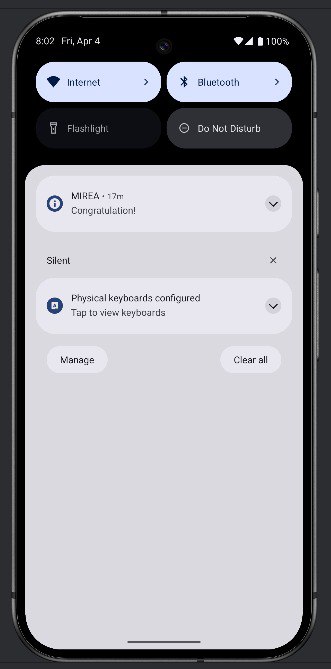 8:02 Fri, Apr 4 100%
Internet Bluetooth
Flashlight Do Not Disturb
MIREA • 17m
Congratulation!
Silent
Physical keyboards configured
Tap to view keyboards
Manage Clear all